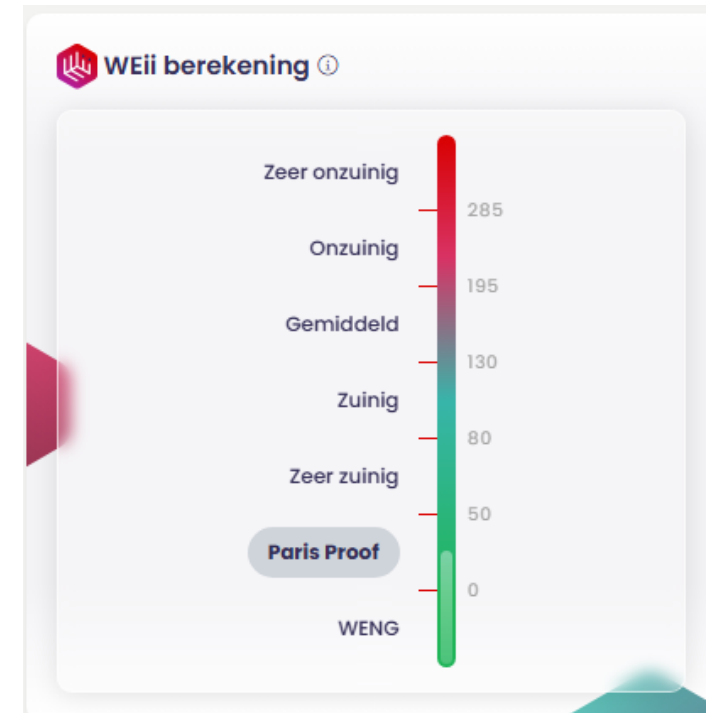 WEii berekening
Zeer onzuinig
285
Onzuinig
195
Gemiddeld
130
Zuinig
80
Zeer zuinig
50
Paris Proof
0
WENG